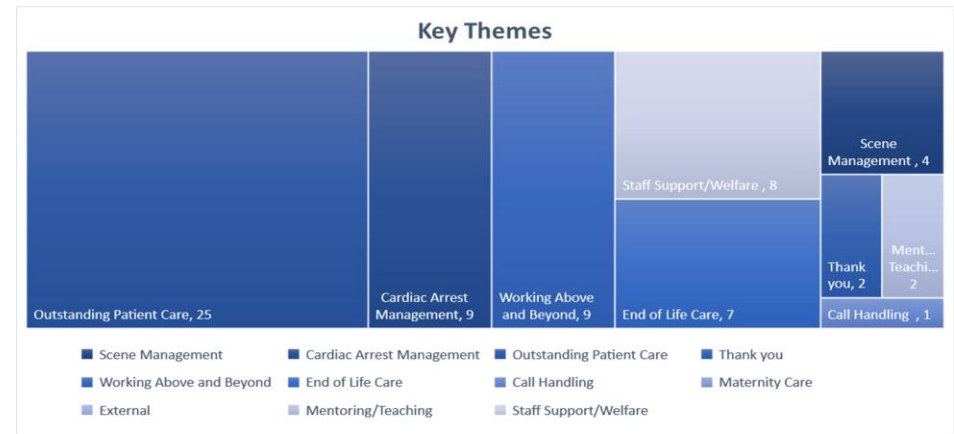 Key Themes
Outstanding Patient Care, 25
Cardiac Arrest
Management, 9
Working Above
and Beyond, 9
Staff Support/Welfare , 8
End of Life Care, 7
Scene
Management , 4
Thank
you, 2
Ment...
Teachi...
2
Call Handling , 1
Scene Management
Cardiac Arrest Management
Outstanding Patient Care
Thank you
Working Above and Beyond
End of Life Care
Call Handling
Maternity Care
External
Mentoring/Teaching
Staff Support/Welfare